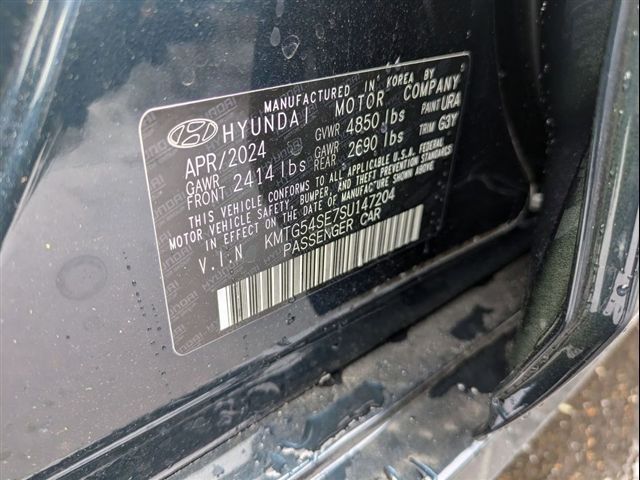 MANUFACTURED IN KOREA BY
HYUNDAI MOTOR COMPANY
APR/2024 GVWR 4850 lbs PAINT URA
GAWR FRONT 2414 lbs GAWR REAR 2690 lbs TRIM G3Y
THIS VEHICLE CONFORMS TO ALL APPLICABLE U.S.A. FEDERAL
MOTOR VEHICLE SAFETY, BUMPER, AND THEFT PREVENTION STANDARDS
IN EFFECT ON THE DATE OF MANUFACTURE SHOWN ABOVE.
V.I.N KMTG54SE7SU147204
PASSENGER CAR